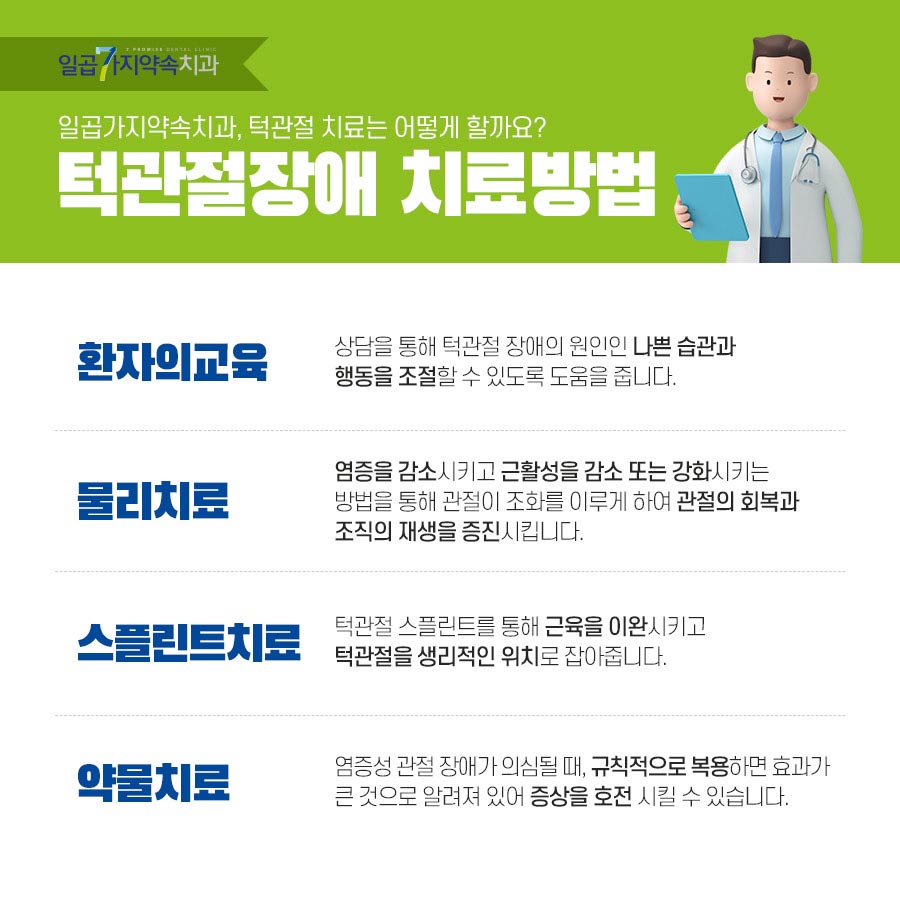 7 PROMISE DENTAL CLINIC
일곱7가지약속치과
일곱가지약속치과, 턱관절 치료는 어떻게 할까요?
턱관절장애 치료방법
환자의교육
상담을 통해 턱관절 장애의 원인인 나쁜 습관과
행동을 조절할 수 있도록 도움을 줍니다.
물리치료
염증을 감소시키고 근활성을 감소 또는 강화시키는
방법을 통해 관절이 조화를 이루게 하여 관절의 회복과
조직의 재생을 증진시킵니다.
스플린트치료
턱관절 스플린트를 통해 근육을 이완시키고
턱관절을 생리적인 위치로 잡아줍니다.
약물치료
염증성 관절 장애가 의심될 때, 규칙적으로 복용하면 효과가
큰 것으로 알려져 있어 증상을 호전 시킬 수 있습니다.